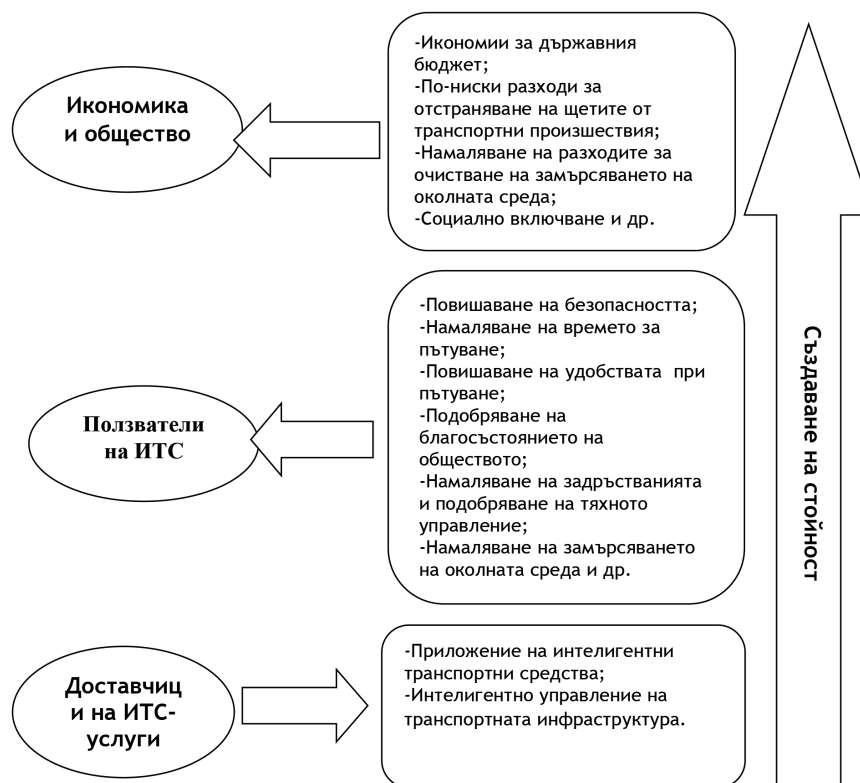 Икономика
и общество
-Икономии за държавния
бюджет;
-По-ниски разходи за
отстраняване на щетите от
транспортни произшествия;
-Намаляване на разходите за
очистване на замърсяването на
околната среда;
-Социално включване и др.
Ползватели
на ИТС
-Повишаване на безопасността;
-Намаляване на времето за
пътуване;
-Повишаване на удобствата  при
пътуване;
-Подобряване на
благосъстоянието на
обществото;
-Намаляване на задръстванията
и подобряване на тяхното
управление;
-Намаляване на замърсяването
на околната среда и др.
Доставчиц
и на ИТС-
услуги
-Приложение на интелигентни
транспортни средства;
-Интелигентно управление на
транспортната инфраструктура.
Създаване на стойност